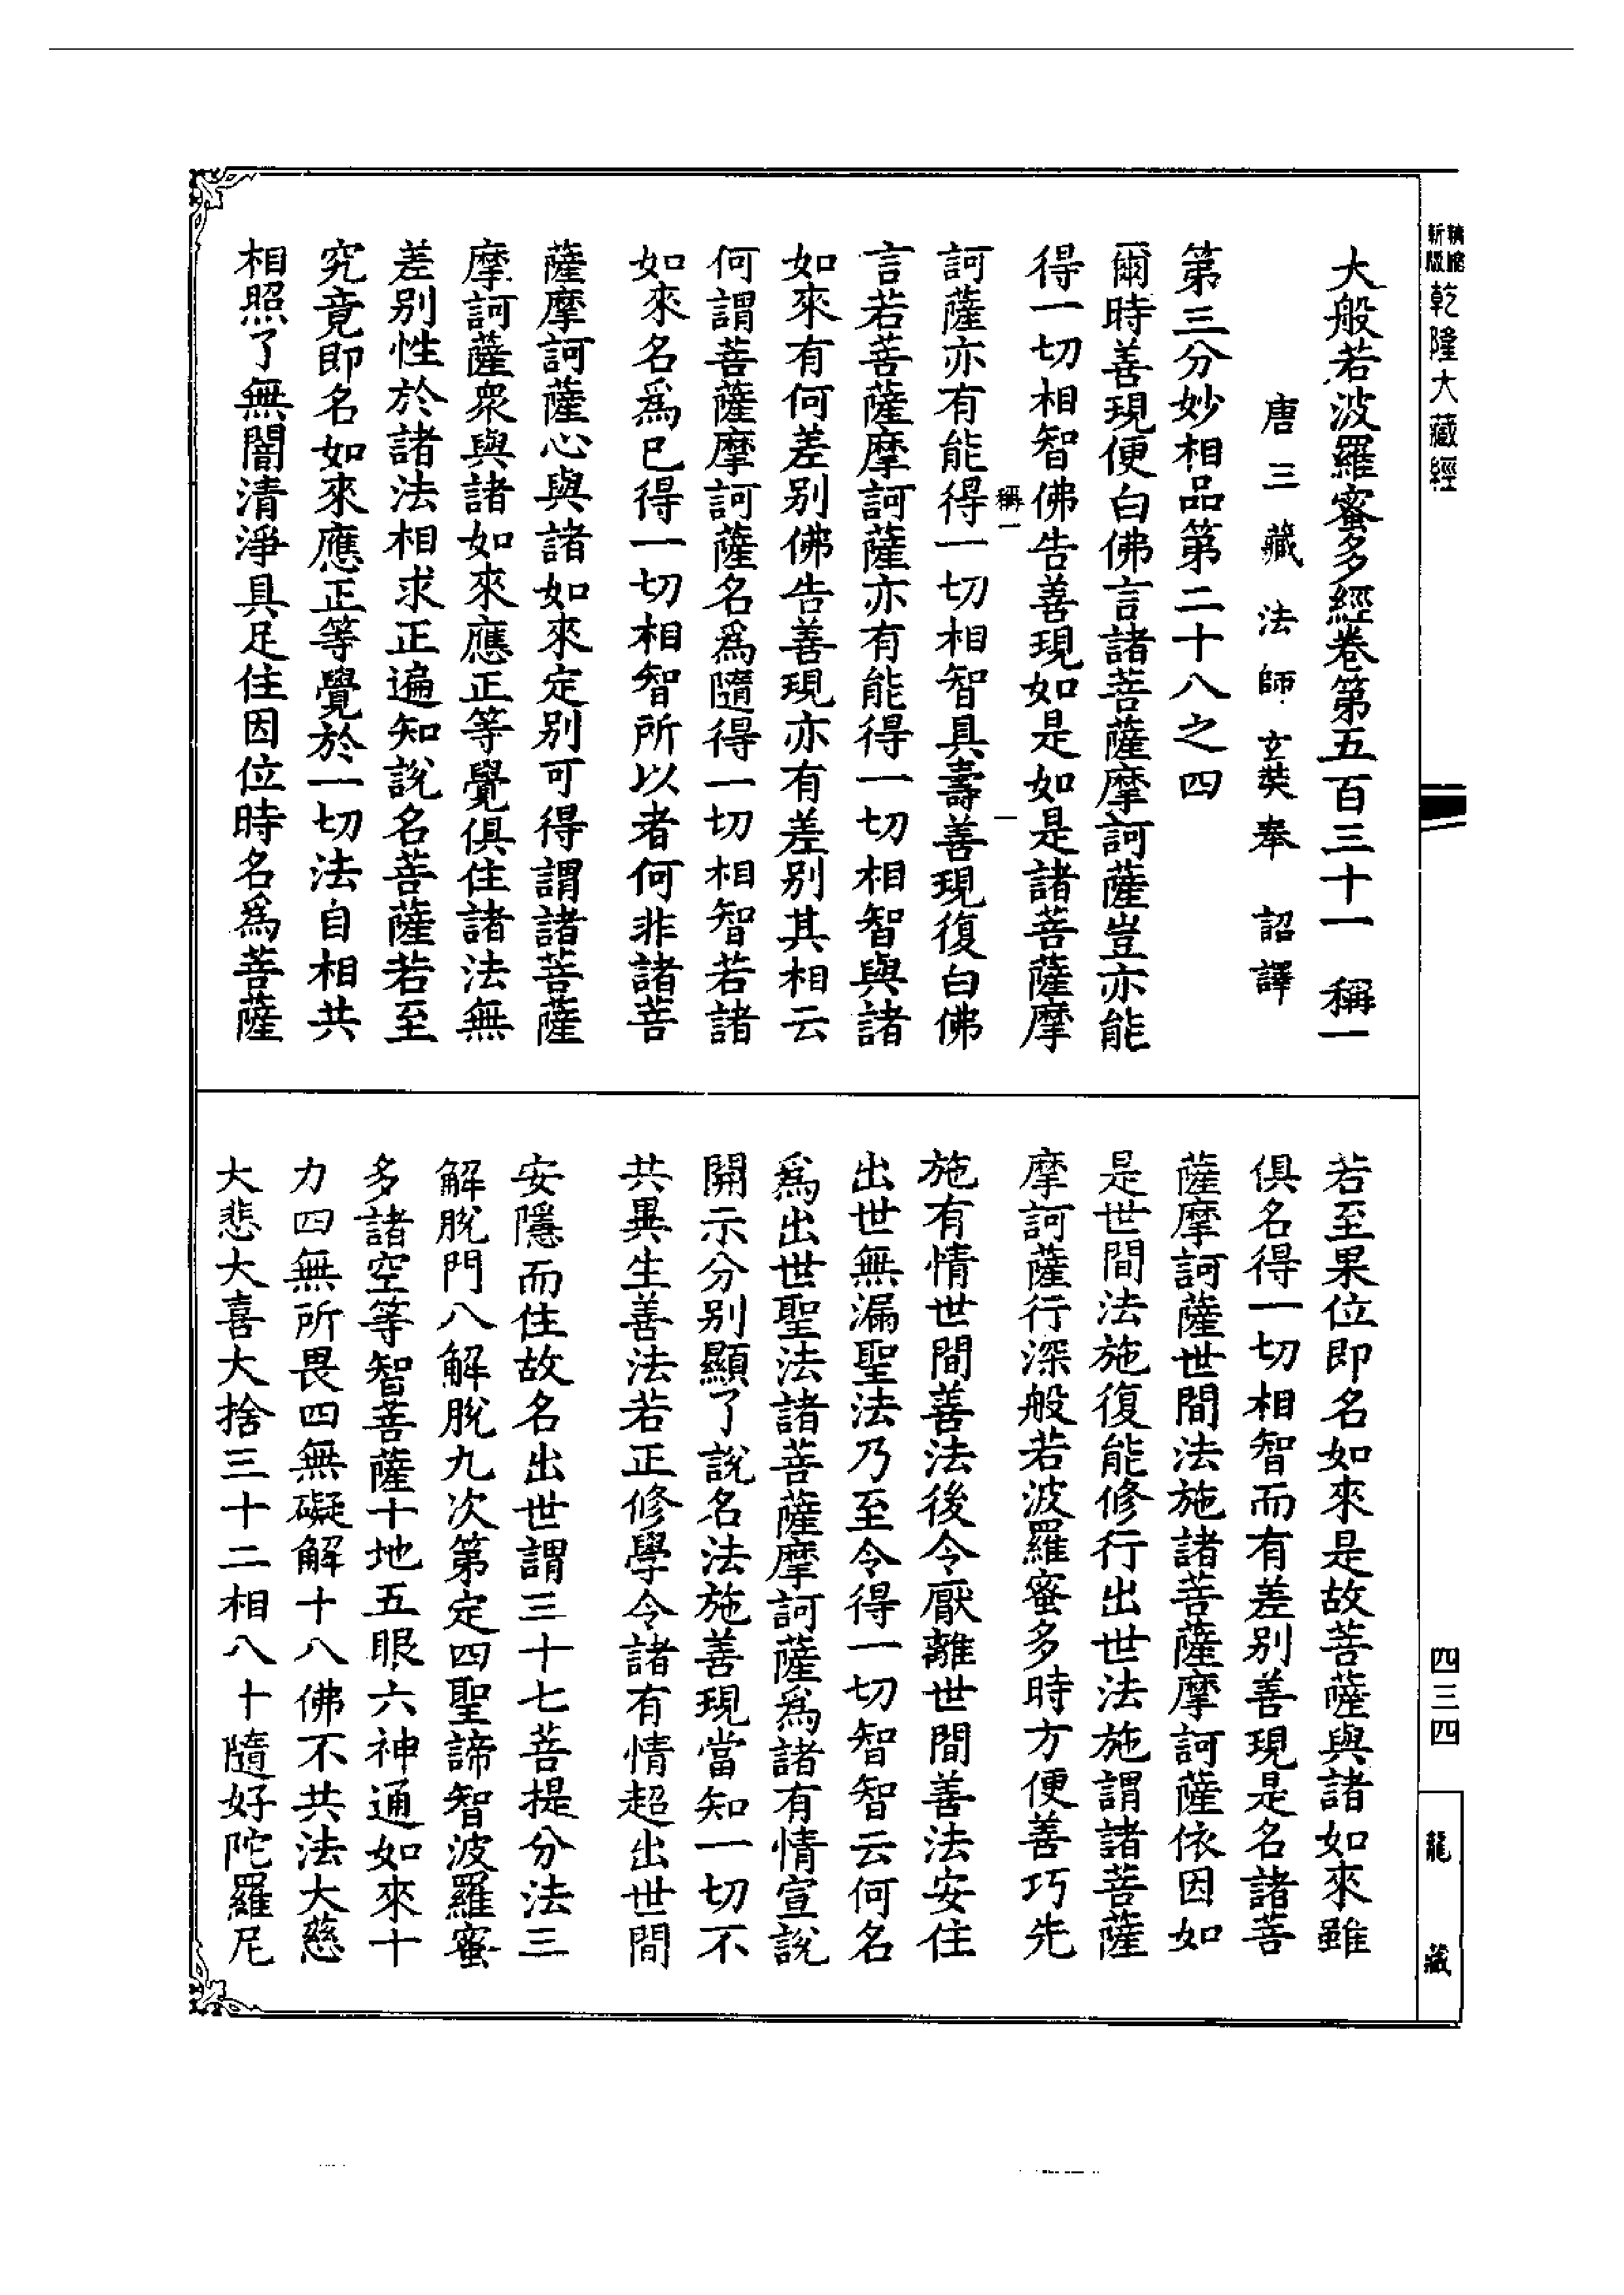 精縮新版乾隆大藏經
大般若波羅蜜多經卷第五百三十一 稱一
唐三藏法師玄奘奉 詔譯
第三分妙相品第二十八之四
爾時善現便白佛言諸菩薩摩訶薩豈亦能
得一切相智佛告善現如是如是諸菩薩摩
稱一 一
訶薩亦有能得一切相智具壽善現復白佛
言若菩薩摩訶薩亦有能得一切相智與諸
如來有何差別佛告善現亦有差別其相云
何謂菩薩摩訶薩名爲隨得一切相智若諸
如來名爲已得一切相智所以者何非諸菩
薩摩訶薩心與諸如來定別可得謂諸菩薩
摩訶薩衆與諸如來應正等覺俱住諸法無
差別性於諸法相求正遍知說名菩薩若至
究竟即名如來應正等覺於一切法自相共
相照了無闇清淨具足住因位時名爲菩薩
若至果位即名如來是故菩薩與諸如來雖
俱名得一切相智而有差別善現是名諸菩
薩摩訶薩世間法施諸菩薩摩訶薩依因如
是世間法施復能修行出世法施謂諸菩薩
摩訶薩行深般若波羅蜜多時方便善巧先
施有情世間善法後令厭離世間善法安住
出世無漏聖法乃至令得一切智智云何名
爲出世聖法諸菩薩摩訶薩爲諸有情宣說
開示分別顯了說名法施善現當知一切不
共異生善法若正修學令諸有情超出世間
安隱而住故名出世謂三十七菩提分法三
解脫門八解脫九次第定四聖諦智波羅蜜
多諸空等智菩薩十地五眼六神通如來十
力四無所畏四無礙解十八佛不共法大慈
大悲大喜大捨三十二相八十隨好陀羅尼
四三四
龍藏